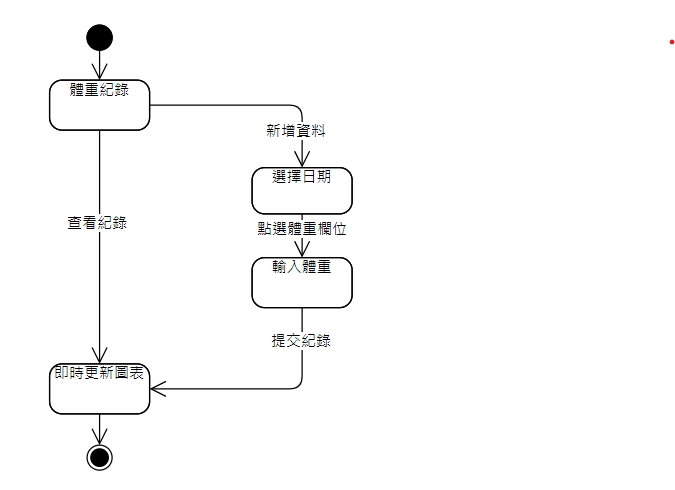 體重紀錄
新增資料
選擇日期
查看紀錄
點選體重欄位
輸入體重
提交紀錄
即時更新圖表